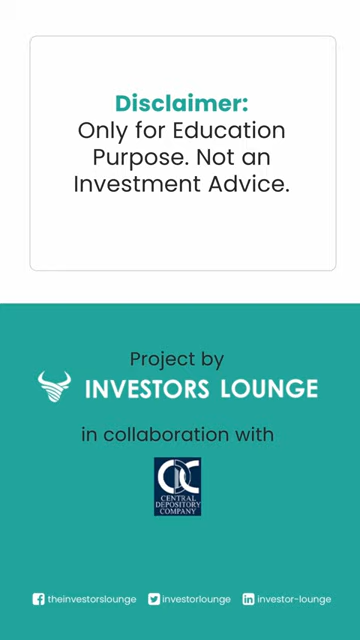 Disclaimer:
Only for Education
Purpose. Not an
Investment Advice.
Project by
INVESTORS LOUNGE
in collaboration with
CDC
CENTRAL
DEPOSITORY
COMPANY
theinvestorslounge
investorlounge
investor-lounge